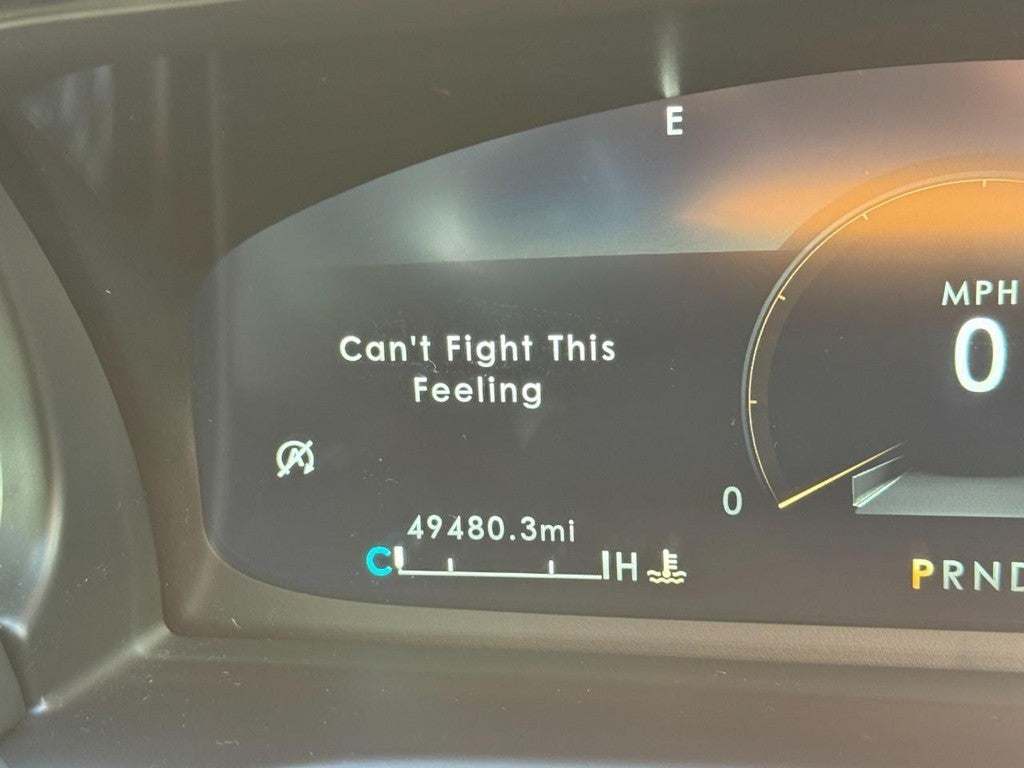 E
MPH
0
Can't Fight This
Feeling
A
0
49480.3mi
C H
PRND